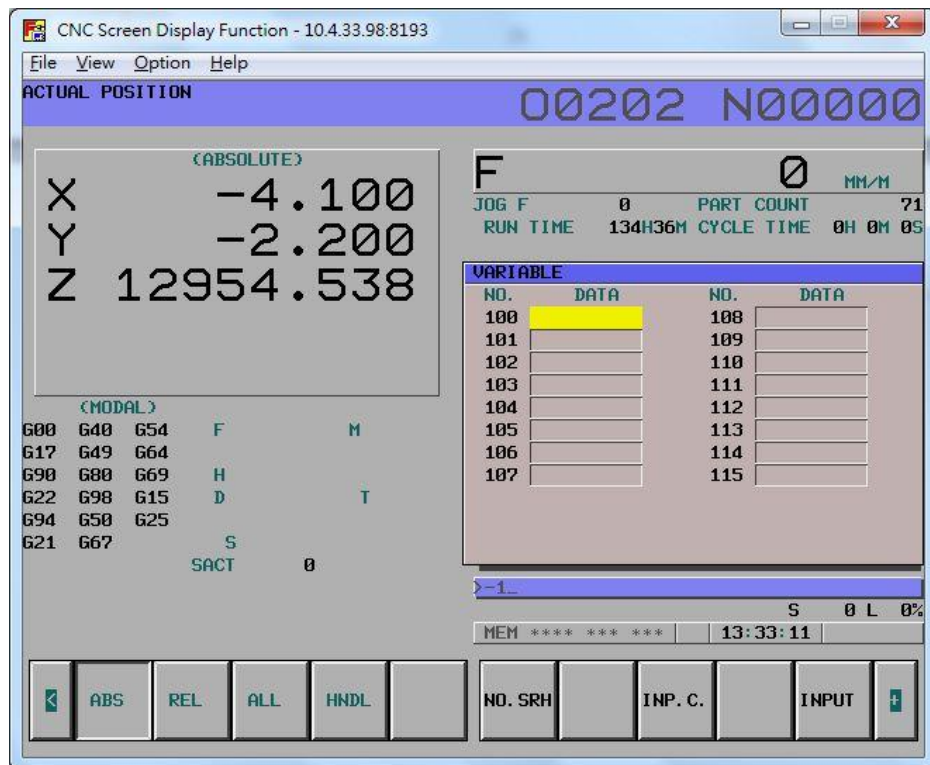 CNC Screen Display Function - 10.4.33.98:8193
File View Option Help
ACTUAL POSITION O0202 N00000
(ABSOLUTE)
X -4.100
Y -2.200
Z 12954.538
F 0 MM/M
JOG F 0 PART COUNT 71
RUN TIME 134H36M CYCLE TIME 0H 0M 0S
VARIABLE
NO. DATA NO. DATA
100 108
101 109
102 110
103 111
104 112
105 113
106 114
107 115
(MODAL)
G00 G40 G54 F M
G17 G49 G64
G90 G80 G69 H
G22 G98 G15 D T
G94 G50 G25
G21 G67 S
SACT 0
>-1_
S 0 L 0%
MEM **** *** *** 13:33:11
< ABS REL ALL HNDL NO.SRH INP.C. INPUT +